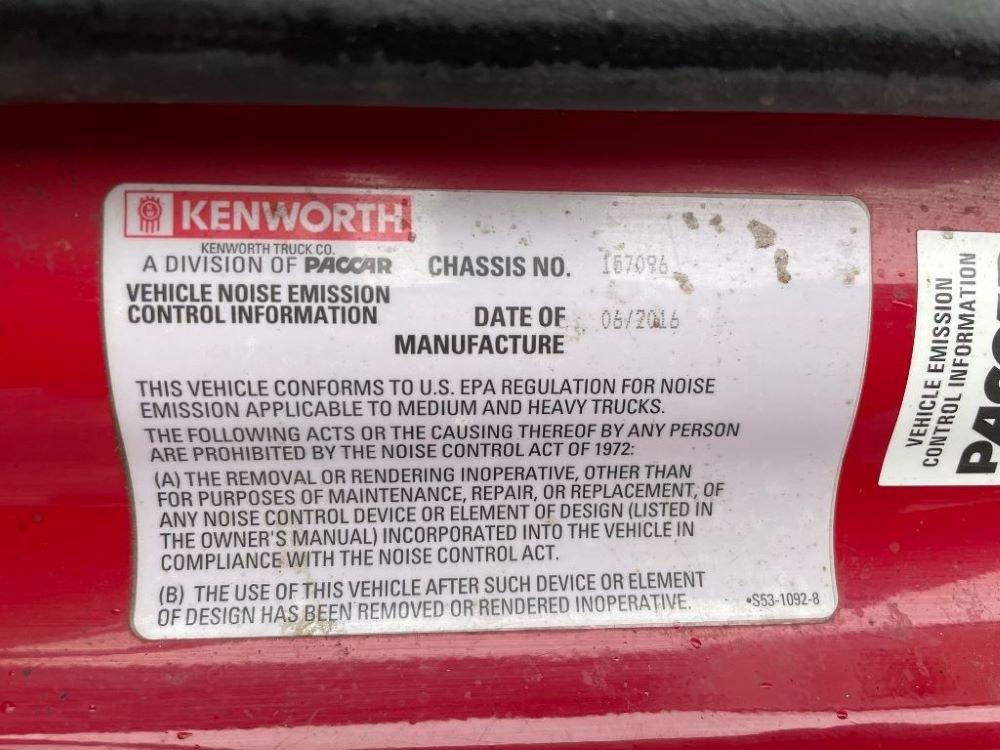 KENWORTH
KENWORTH TRUCK CO.
A DIVISION OF PACCAR
CHASSIS NO. 157096
VEHICLE NOISE EMISSION
CONTROL INFORMATION
DATE OF 06/2016
MANUFACTURE
THIS VEHICLE CONFORMS TO U.S. EPA REGULATION FOR NOISE
EMISSION APPLICABLE TO MEDIUM AND HEAVY TRUCKS.
THE FOLLOWING ACTS OR THE CAUSING THEREOF BY ANY PERSON
ARE PROHIBITED BY THE NOISE CONTROL ACT OF 1972:
(A) THE REMOVAL OR RENDERING INOPERATIVE, OTHER THAN
FOR PURPOSES OF MAINTENANCE, REPAIR, OR REPLACEMENT, OF
ANY NOISE CONTROL DEVICE OR ELEMENT OF DESIGN (LISTED IN
THE OWNER'S MANUAL) INCORPORATED INTO THE VEHICLE IN
COMPLIANCE WITH THE NOISE CONTROL ACT.
(B) THE USE OF THIS VEHICLE AFTER SUCH DEVICE OR ELEMENT
OF DESIGN HAS BEEN REMOVED OR RENDERED INOPERATIVE.
•S53-1092-8
VEHICLE EMISSION
CONTROL INFORMATION